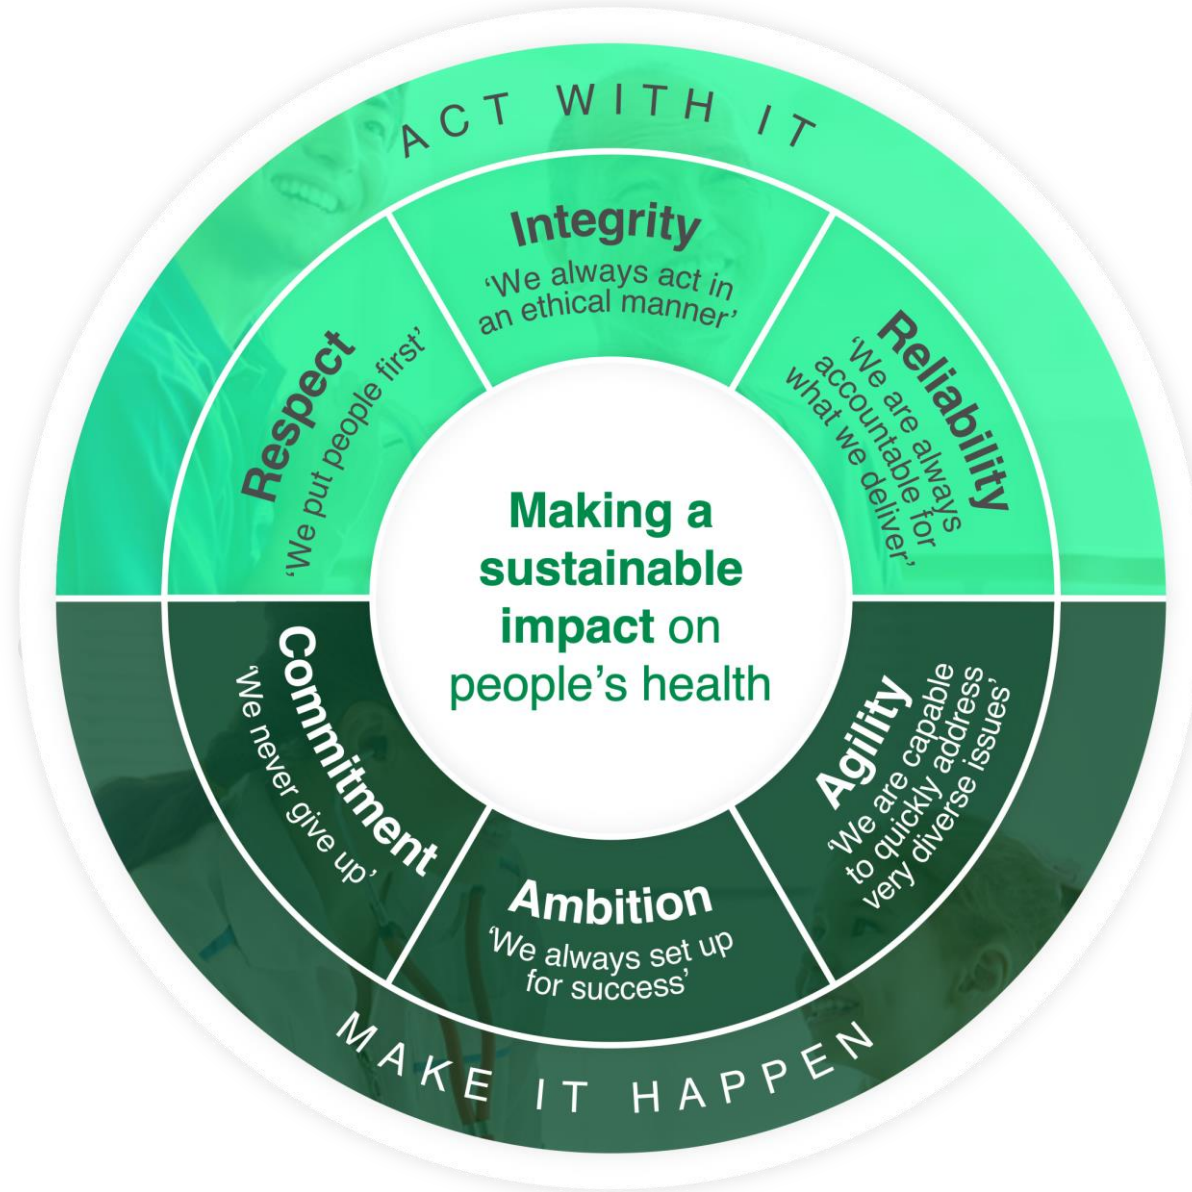 ACT WITH IT
Integrity
‘We always act in
an ethical manner’
Respect
‘We put people first’
Reliability
‘We are always
accountable for
what we deliver’
Making a
sustainable
impact on
people’s health
Commitment
‘We never give up’
Agility
‘We are capable
to quickly address
very diverse issues’
Ambition
‘We always set up
for success’
MAKE IT HAPPEN